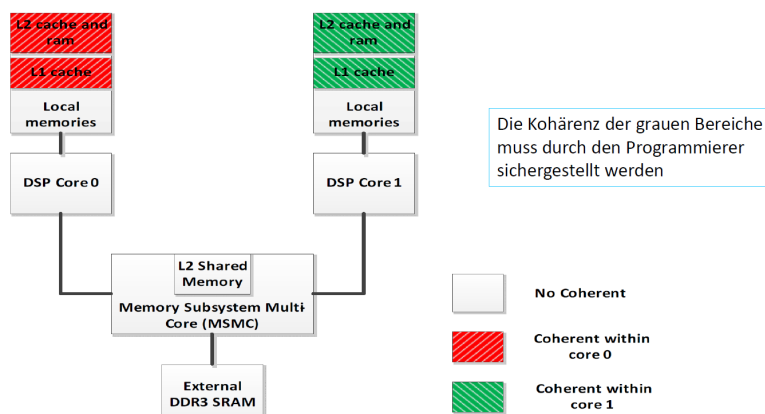 L2 cache and
ram
L1 cache
Local
memories
DSP Core 0
L2 cache and
ram
L1 cache
Local
memories
DSP Core 1
Die Kohärenz der grauen Bereiche
muss durch den Programmierer
sichergestellt werden
L2 Shared
Memory
Memory Subsystem Multi-
Core (MSMC)
External
DDR3 SRAM
No Coherent
Coherent within
core 0
Coherent within
core 1